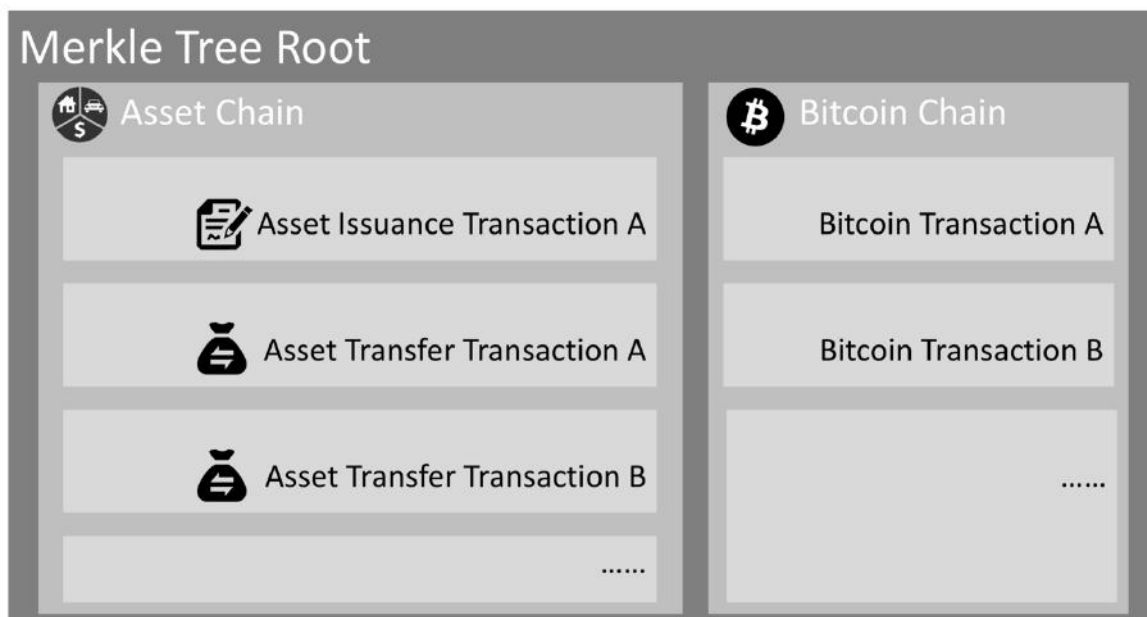 Merkle Tree Root
Asset Chain
Asset Issuance Transaction A
Asset Transfer Transaction A
Asset Transfer Transaction B
......
Bitcoin Chain
Bitcoin Transaction A
Bitcoin Transaction B
......